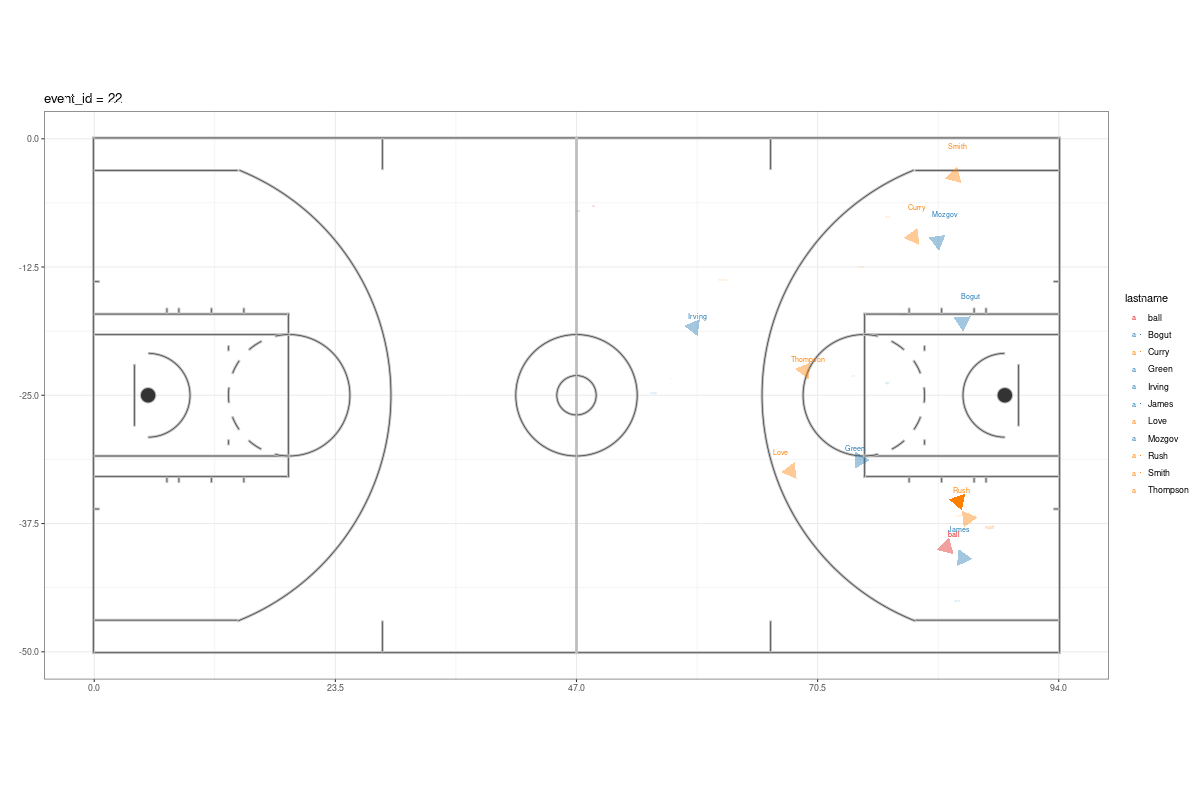 event_id = 22
0.0
-12.5
-25.0
-37.5
-50.0
0.0
23.5
47.0
70.5
94.0
Smith
Curry
Mozgov
Bogut
Irving
Thompson
Green
Love
Rush
James
ball
lastname
a ball
a Bogut
a Curry
a Green
a Irving
a James
a Love
a Mozgov
a Rush
a Smith
a Thompson